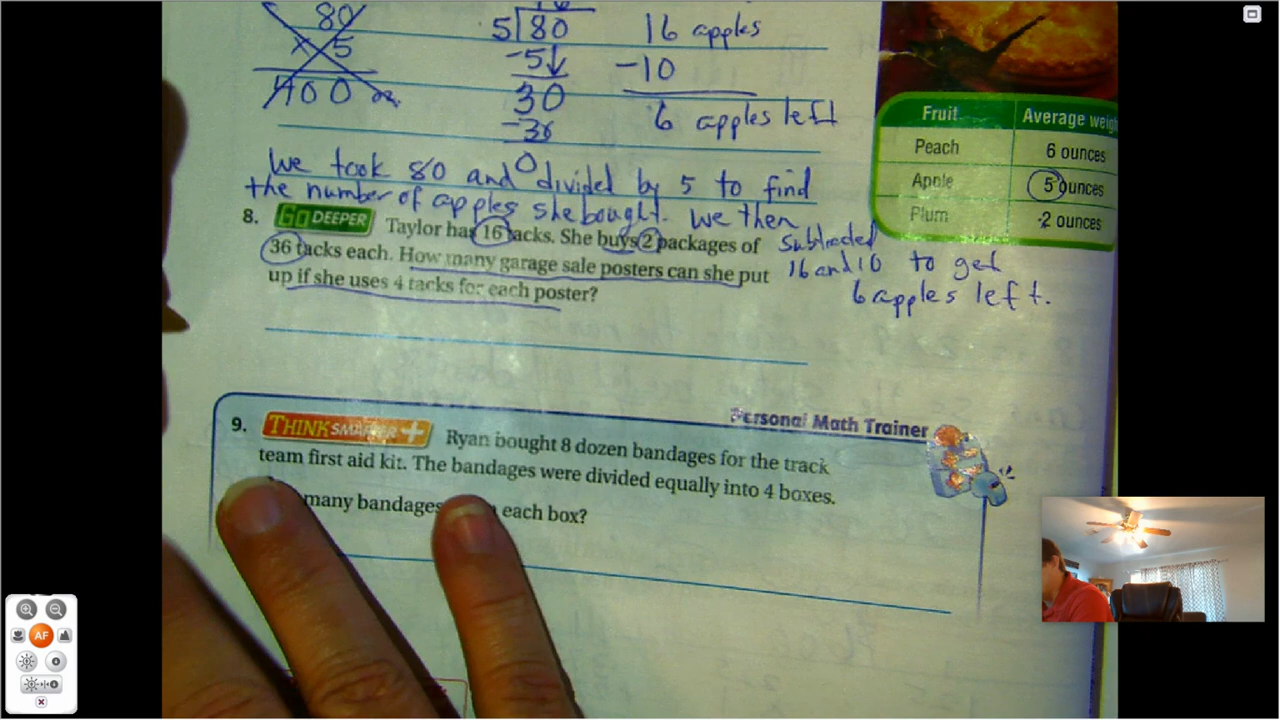 80
x 5
400 oz.
5 80
-5
30
-30
0
16 apples
-10
6 apples left
Fruit Average
Peach 6 ounces
Apple 5 ounces
Plum 2 ounces
We took 80 and divided by 5 to find
the number of apples she bought. We then
subtracted
16 and 10 to get
6 apples left.
8. GO DEEPER Taylor has 16 tacks. She buys 2 packages of
36 tacks each. How many garage sale posters can she put
up if she uses 4 tacks for each poster?
Personal Math Trainer
9. THINK SMARTER + Ryan bought 8 dozen bandages for the track
team first aid kit. The bandages were divided equally into 4 boxes.
many bandages each box?
AF